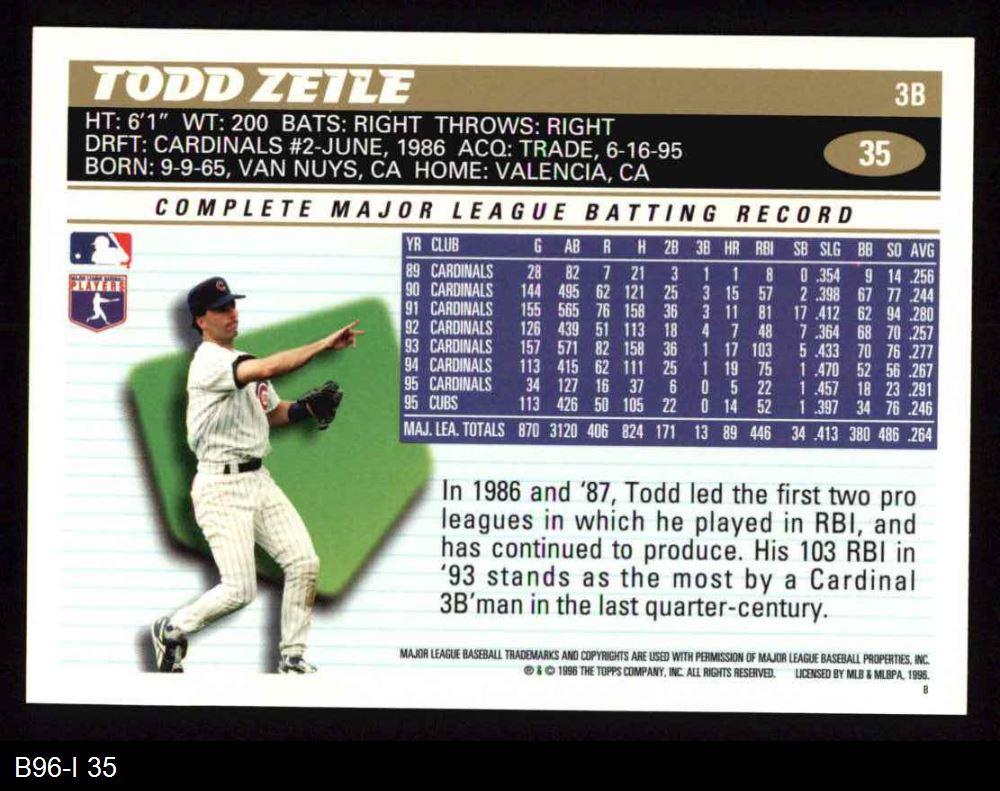 TODD ZEILE
3B
HT: 6'1" WT: 200 BATS: RIGHT THROWS: RIGHT
DRFT: CARDINALS #2-JUNE, 1986 ACQ: TRADE, 6-16-95
BORN: 9-9-65, VAN NUYS, CA HOME: VALENCIA, CA
35
COMPLETE MAJOR LEAGUE BATTING RECORD
YR CLUB G AB R H 2B 3B HR RBI SB SLG BB SO AVG
89 CARDINALS 28 82 7 21 3 1 1 8 0 .354 9 14 .256
90 CARDINALS 144 495 62 121 25 3 15 57 2 .398 67 77 .244
91 CARDINALS 155 565 76 158 36 3 11 81 17 .412 62 94 .280
92 CARDINALS 126 439 51 113 18 4 7 48 7 .364 68 70 .257
93 CARDINALS 157 571 82 158 36 1 17 103 5 .433 70 76 .277
94 CARDINALS 113 415 62 111 25 1 19 75 1 .470 52 56 .267
95 CARDINALS 34 127 16 37 6 0 5 22 1 .457 18 23 .291
95 CUBS 113 426 50 105 22 0 14 52 1 .397 34 76 .246
MAJ. LEA. TOTALS 870 3120 406 824 171 13 89 446 34 .413 380 486 .264
MAJOR LEAGUE BASEBALL
PLAYERS
In 1986 and '87, Todd led the first two pro
leagues in which he played in RBI, and
has continued to produce. His 103 RBI in
'93 stands as the most by a Cardinal
3B'man in the last quarter-century.
MAJOR LEAGUE BASEBALL TRADEMARKS AND COPYRIGHTS ARE USED WITH PERMISSION OF MAJOR LEAGUE BASEBALL PROPERTIES, INC.
® & © 1996 THE TOPPS COMPANY, INC. ALL RIGHTS RESERVED. LICENSED BY MLB & MLBPA, 1996.
B
B96-I 35